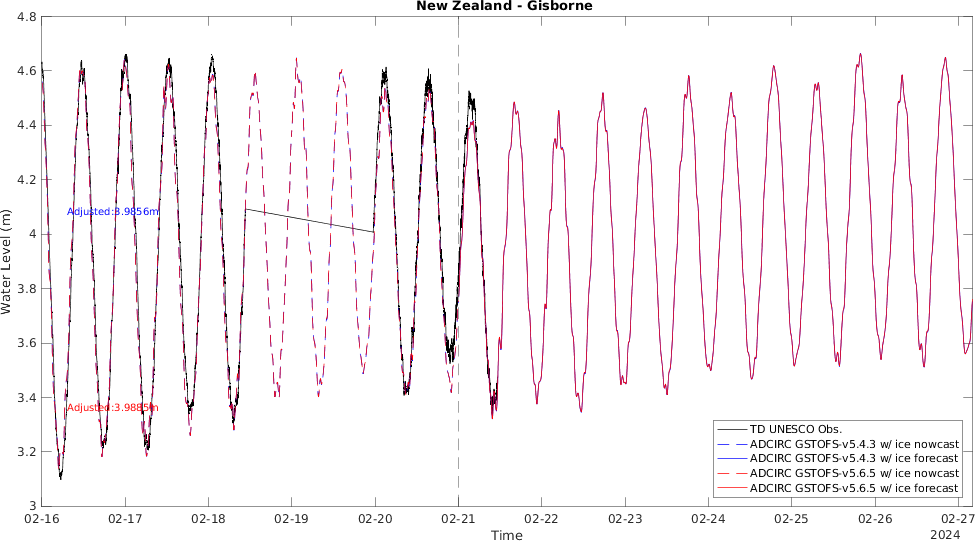 New Zealand - Gisborne
4.8
4.6
4.4
4.2
4
3.8
3.6
3.4
3.2
3
Water Level (m)
Adjusted:3.9856m
Adjusted:3.9885m
TD UNESCO Obs.
ADCIRC GSTOFS-v5.4.3 w/ ice nowcast
ADCIRC GSTOFS-v5.4.3 w/ ice forecast
ADCIRC GSTOFS-v5.6.5 w/ ice nowcast
ADCIRC GSTOFS-v5.6.5 w/ ice forecast
02-16 02-17 02-18 02-19 02-20 02-21 02-22 02-23 02-24 02-25 02-26 02-27
Time
2024